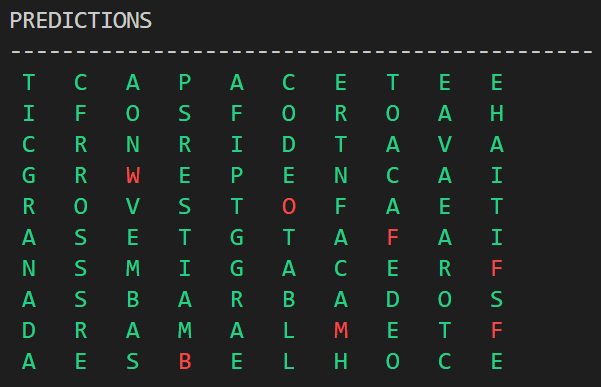 PREDICTIONS
---------------------------------------------
T C A P A C E T E E
I F O S F O R O A H
C R N R I D T A V A
G R W E P E N C A I
R O V S T O F A E T
A S E T G T A F A I
N S M I G A C E R F
A S B A R B A D O S
D R A M A L M E T F
A E S B E L H O C E